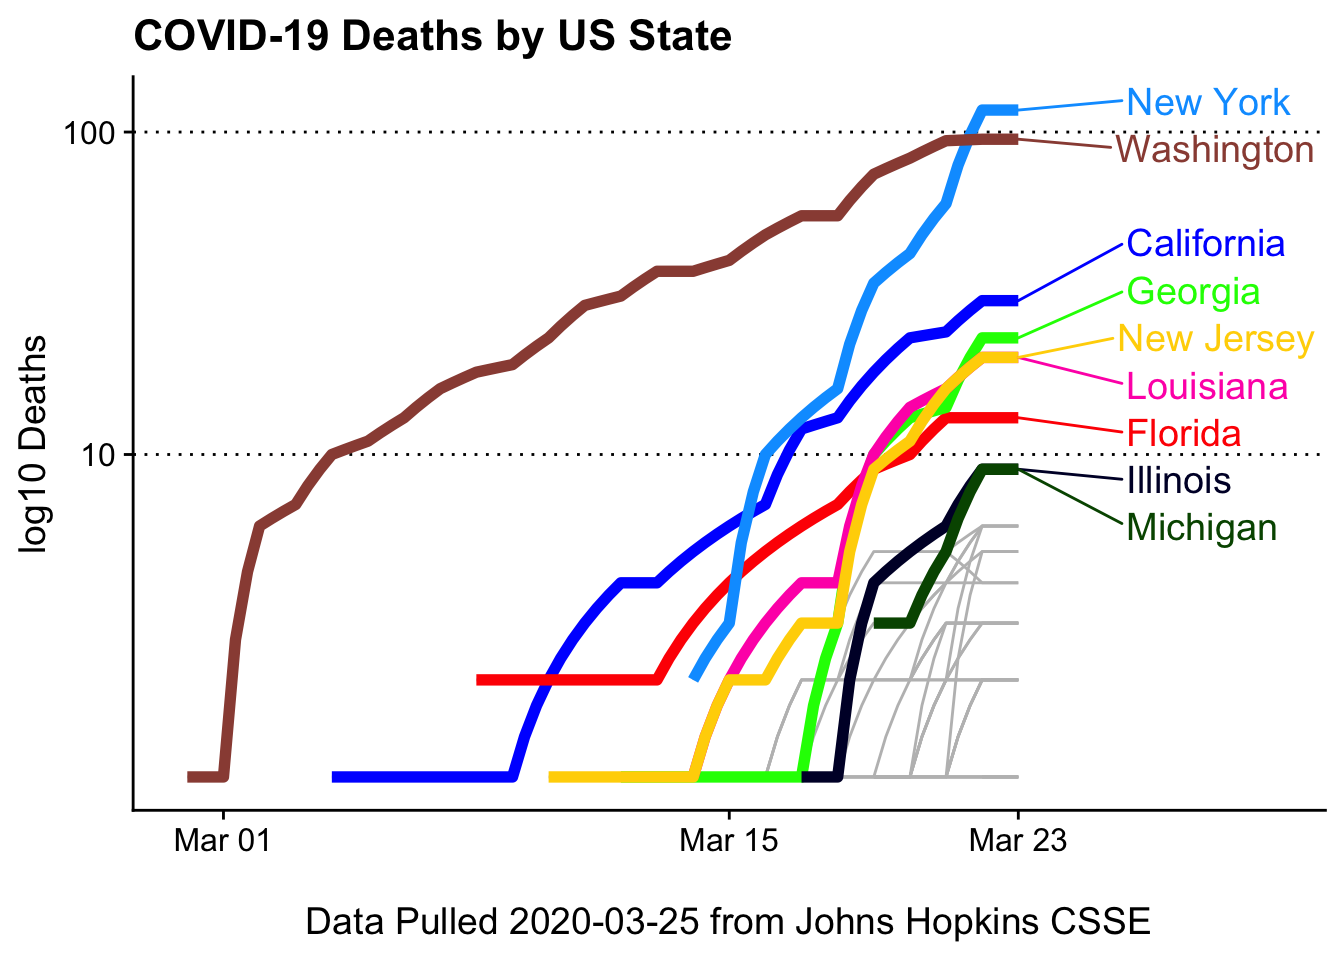 COVID-19 Deaths by US State
New York
100
Washington
California
Georgia
New Jersey
Louisiana
Florida
10
Illinois
Michigan
log10 Deaths
Mar 01
Mar 15
Mar 23
Data Pulled 2020-03-25 from Johns Hopkins CSSE